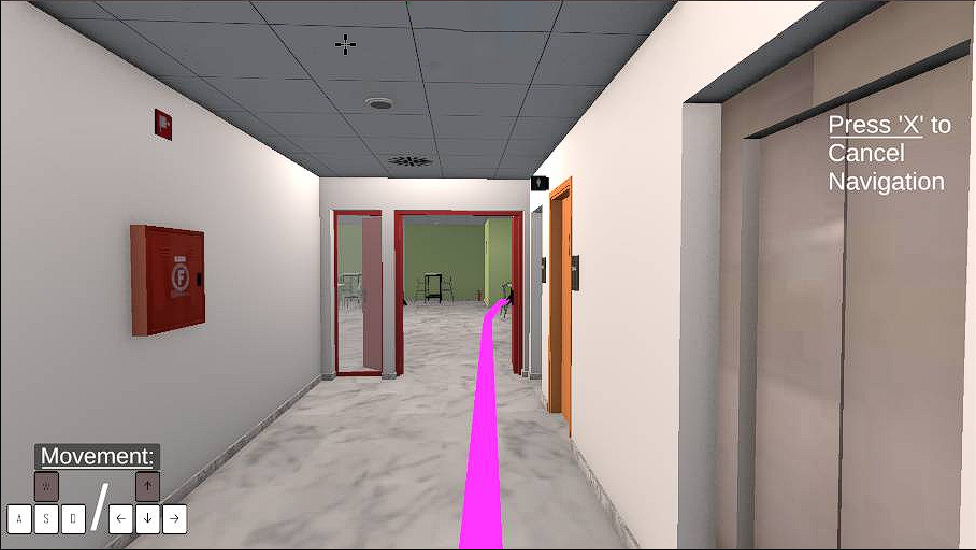 Press 'X' to
Cancel
Navigation
F
Movement:
W ↑
A S D / ← ↓ →